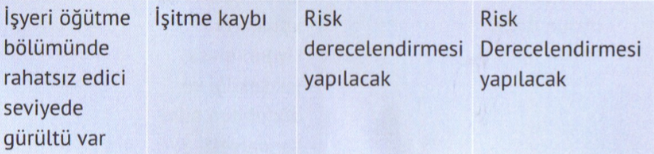 İşyeri öğütme
bölümünde
rahatsız edici
seviyede
gürültü var
İşitme kaybı
Risk
derecelendirmesi
yapılacak
Risk
Derecelendirmesi
yapılacak